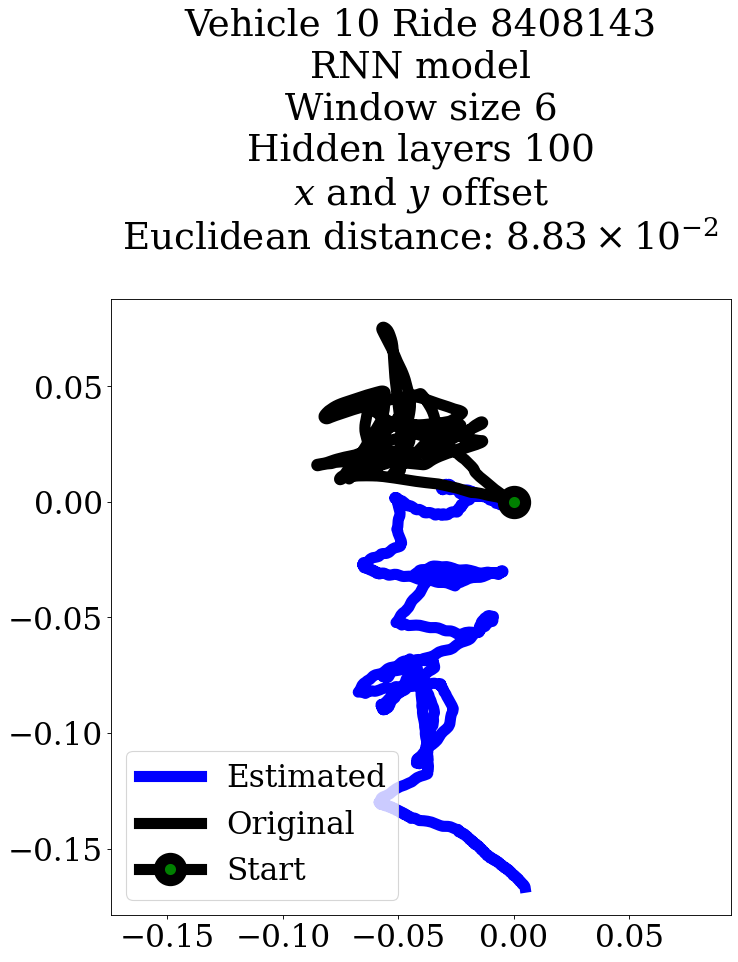 Vehicle 10 Ride 8408143
RNN model
Window size 6
Hidden layers 100
x and y offset
Euclidean distance: 8.83 × 10⁻²
0.05
0.00
−0.05
−0.10
−0.15
Estimated
Original
Start
−0.15 −0.10 −0.05 0.00 0.05